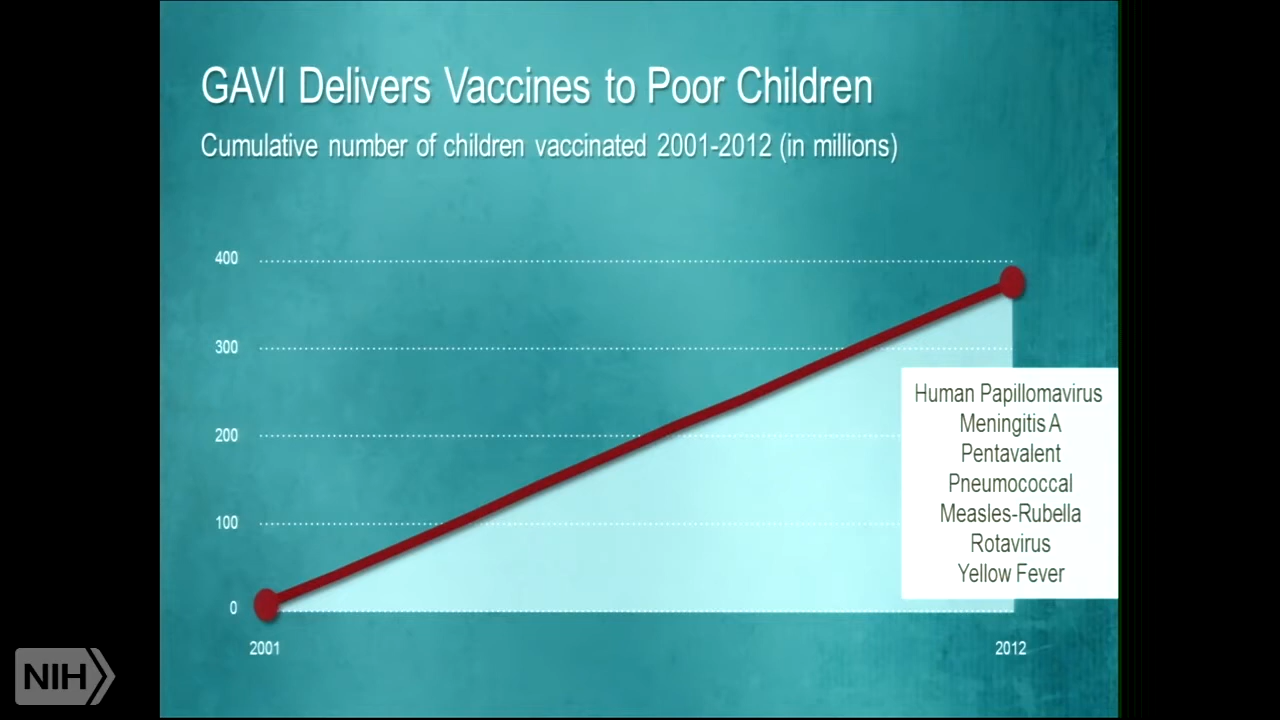 GAVI Delivers Vaccines to Poor Children
Cumulative number of children vaccinated 2001-2012 (in millions)
400
300
200
100
0
2001
2012
Human Papillomavirus
Meningitis A
Pentavalent
Pneumococcal
Measles-Rubella
Rotavirus
Yellow Fever
NIH